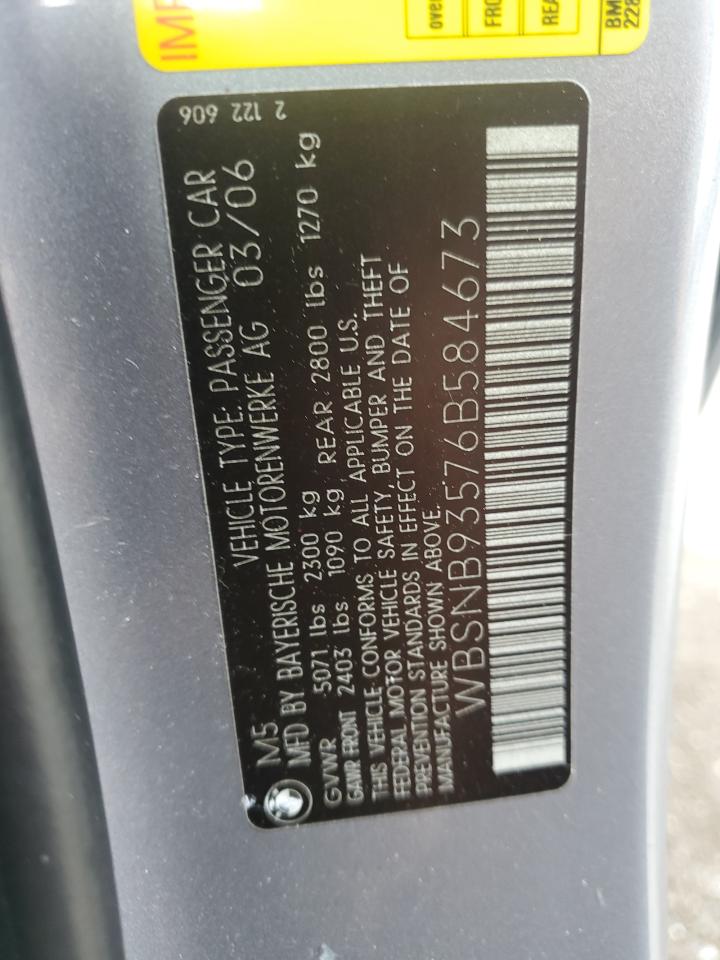 2 122 606
M5 VEHICLE TYPE: PASSENGER CAR
MFD BY BAYERISCHE MOTORENWERKE AG 03/06
GVWR 5071 lbs 2300 kg
GAWR FRONT 2403 lbs 1090 kg REAR 2800 lbs 1270 kg
THIS VEHICLE CONFORMS TO ALL APPLICABLE U.S.
FEDERAL MOTOR VEHICLE SAFETY, BUMPER AND THEFT
PREVENTION STANDARDS IN EFFECT ON THE DATE OF
MANUFACTURE SHOWN ABOVE.
WBSNB93576B584673
over
FRO
REA
BM
228